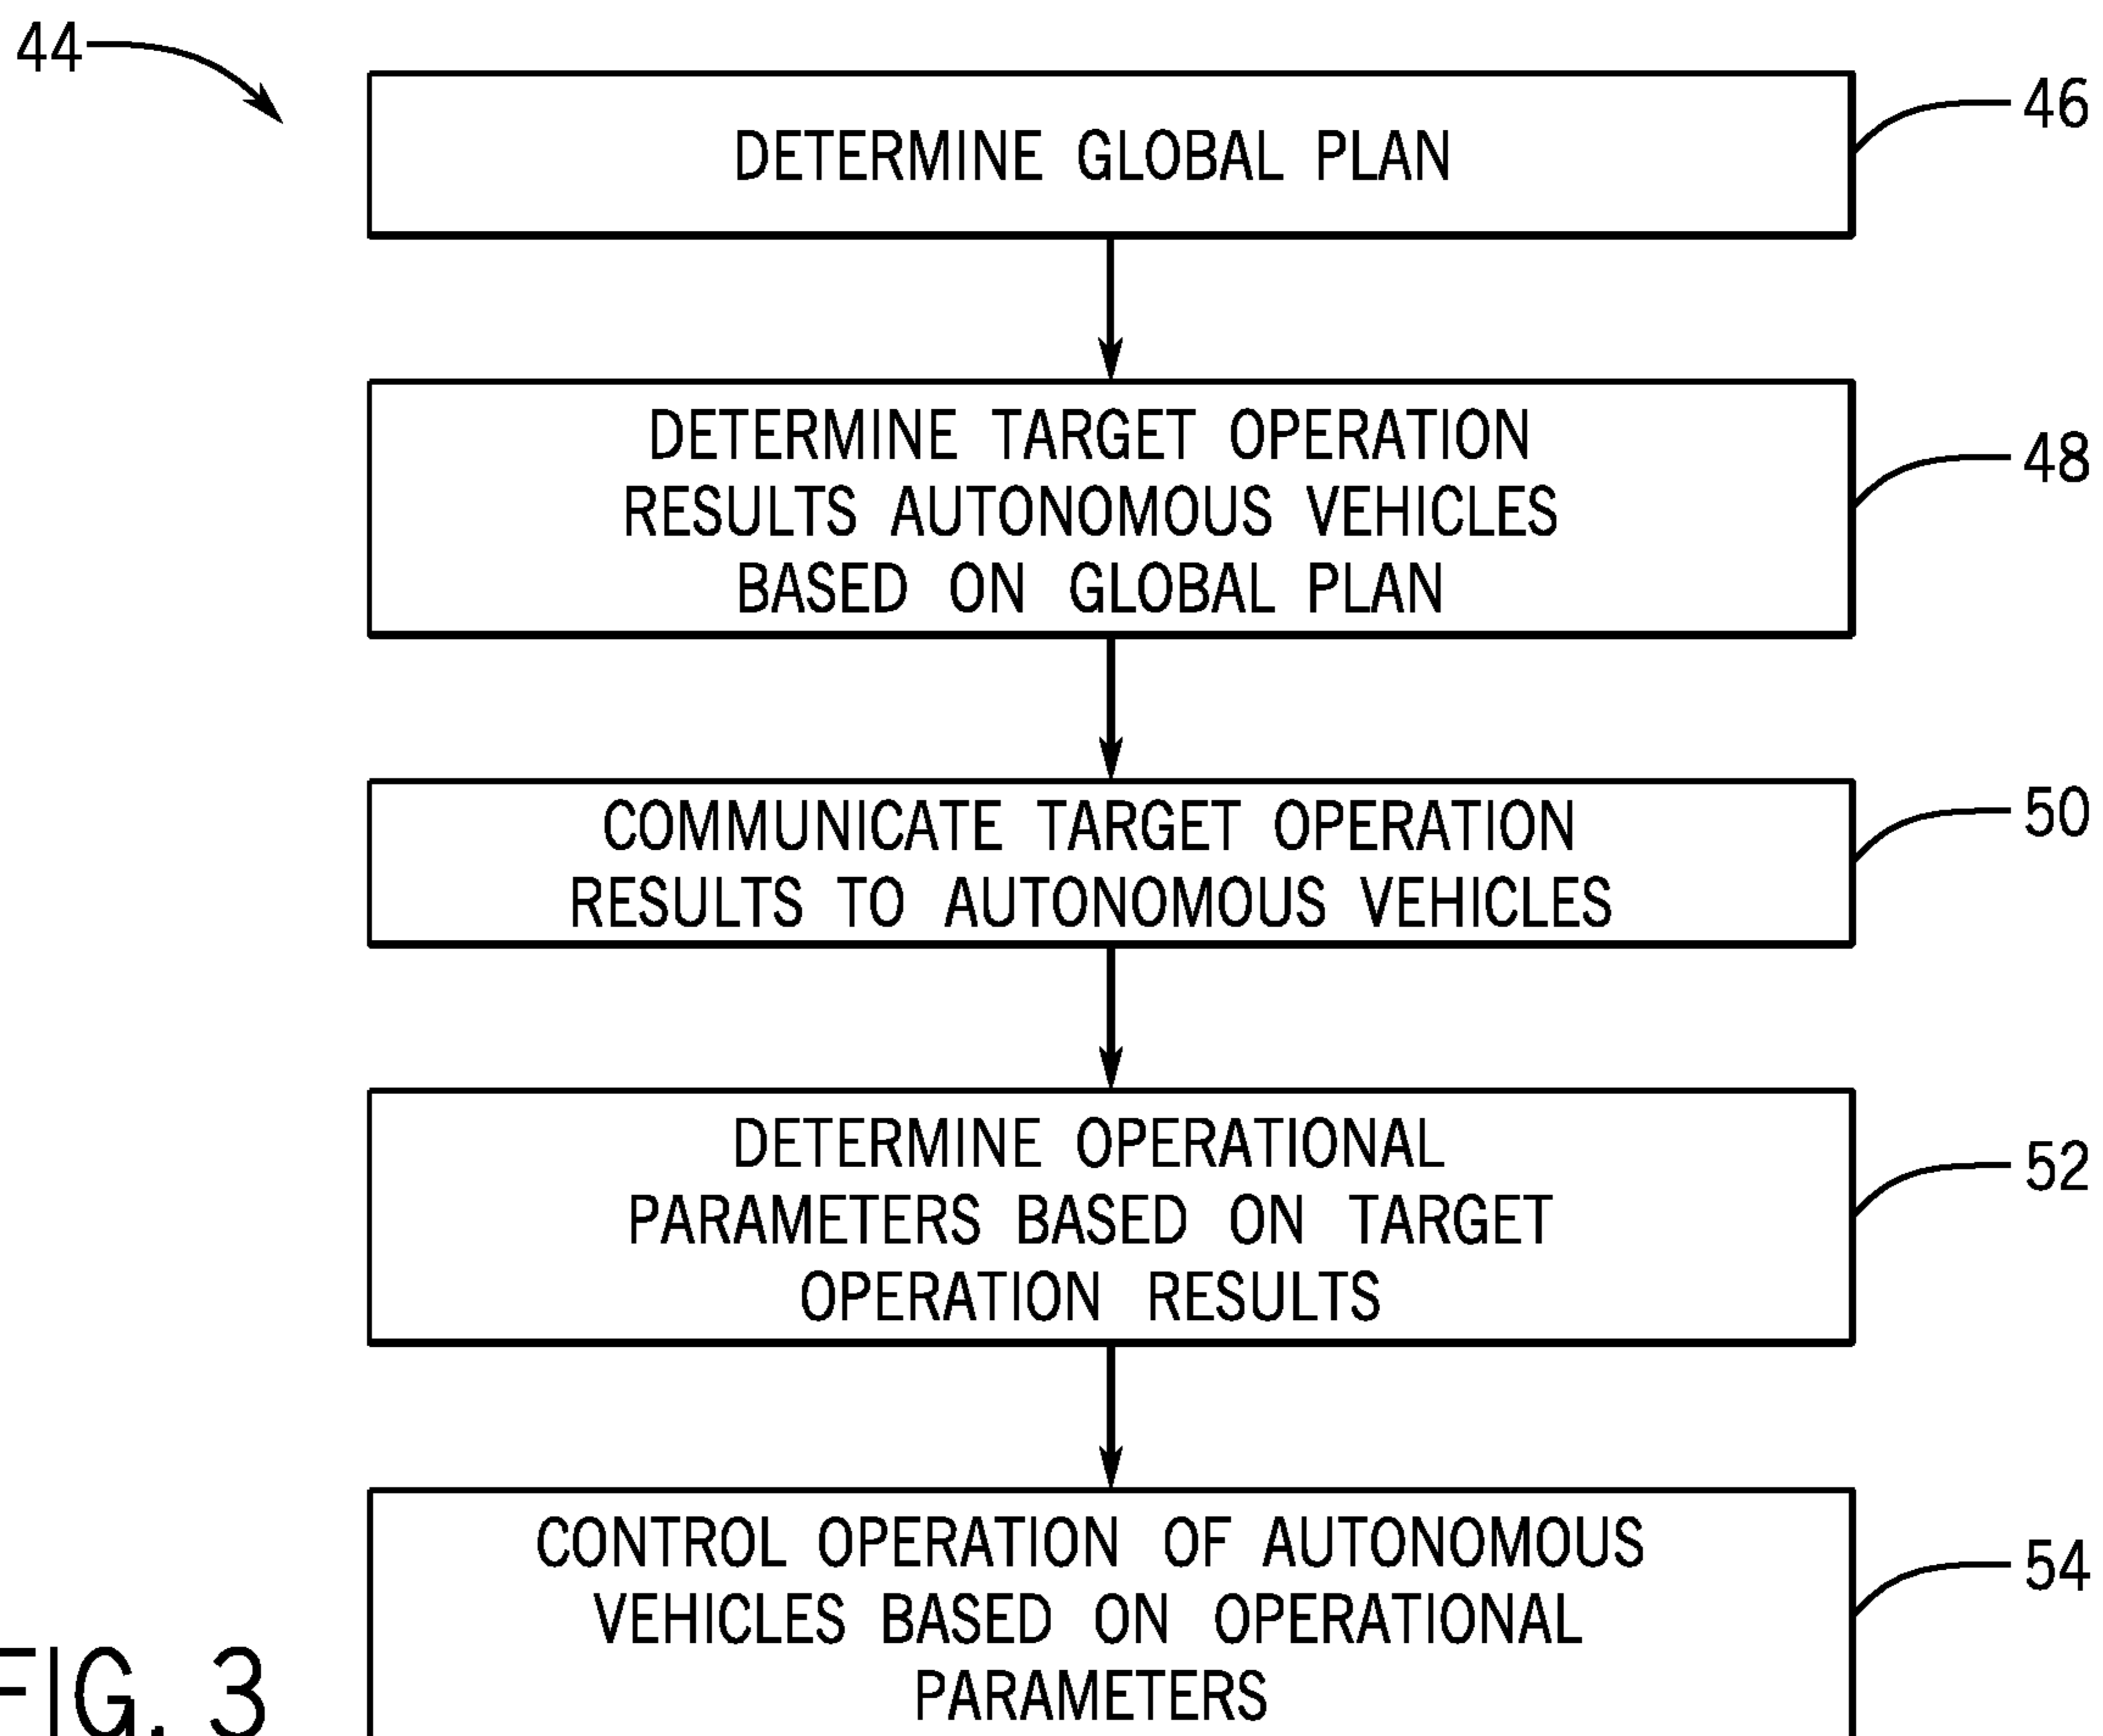 44
DETERMINE GLOBAL PLAN
46
DETERMINE TARGET OPERATION
RESULTS AUTONOMOUS VEHICLES
BASED ON GLOBAL PLAN
48
COMMUNICATE TARGET OPERATION
RESULTS TO AUTONOMOUS VEHICLES
50
DETERMINE OPERATIONAL
PARAMETERS BASED ON TARGET
OPERATION RESULTS
52
CONTROL OPERATION OF AUTONOMOUS
VEHICLES BASED ON OPERATIONAL
PARAMETERS
54
FIG. 3